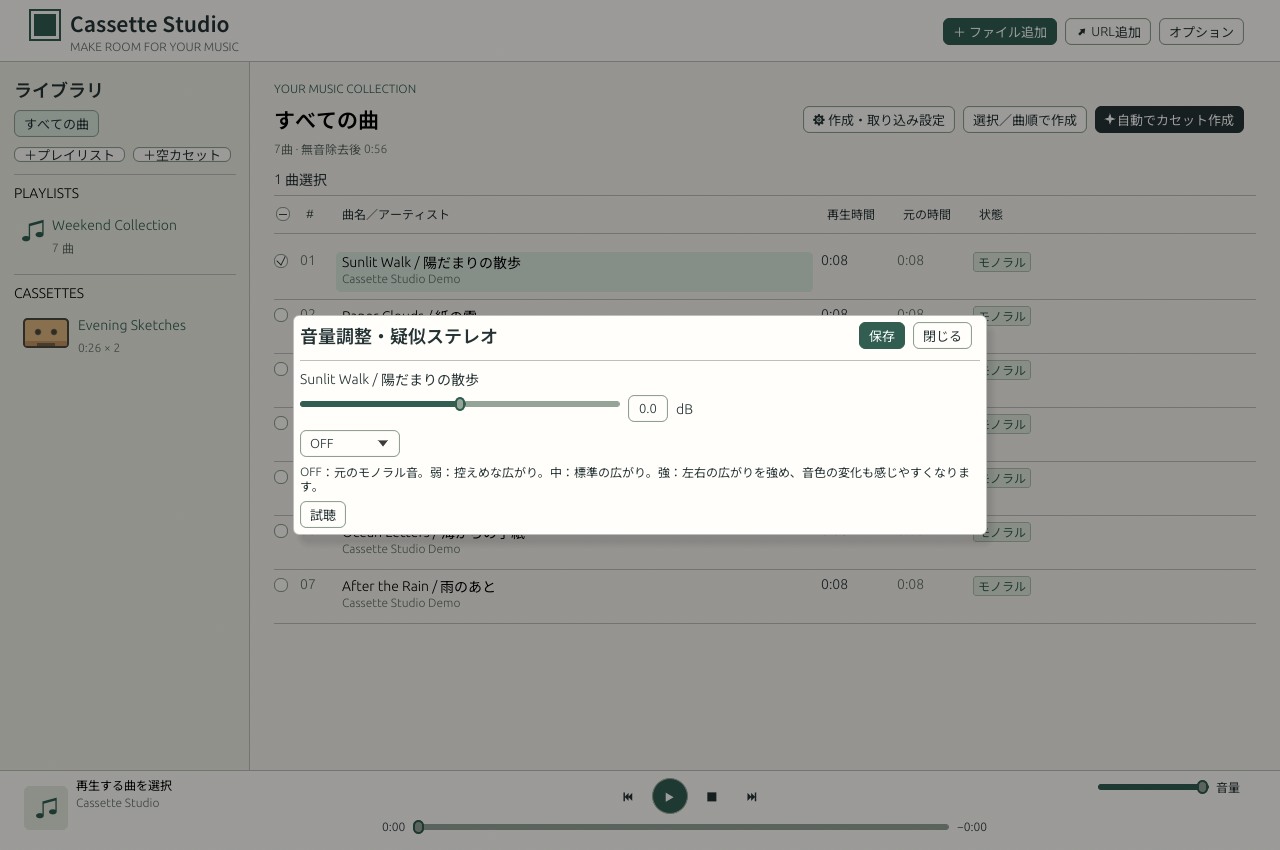 Cassette Studio
MAKE ROOM FOR YOUR MUSIC
＋ ファイル追加
URL追加
オプション
ライブラリ
すべての曲
＋プレイリスト
＋空カセット
PLAYLISTS
Weekend Collection
7 曲
CASSETTES
Evening Sketches
0:26 × 2
YOUR MUSIC COLLECTION
すべての曲
7曲 · 無音除去後 0:56
作成・取り込み設定
選択／曲順で作成
自動でカセット作成
1 曲選択
# 曲名／アーティスト 再生時間 元の時間 状態
01 Sunlit Walk / 陽だまりの散歩 0:08 0:08 モノラル
Cassette Studio Demo
音量調整・疑似ステレオ
保存
閉じる
Sunlit Walk / 陽だまりの散歩
0.0 dB
OFF
OFF：元のモノラル音。弱：控えめな広がり。中：標準の広がり。強：左右の広がりを強め、音色の変化も感じやすくなりま
す。
試聴
Cassette Studio Demo
07 After the Rain / 雨のあと 0:08 0:08 モノラル
Cassette Studio Demo
再生する曲を選択
Cassette Studio
0:00
−0:00
音量